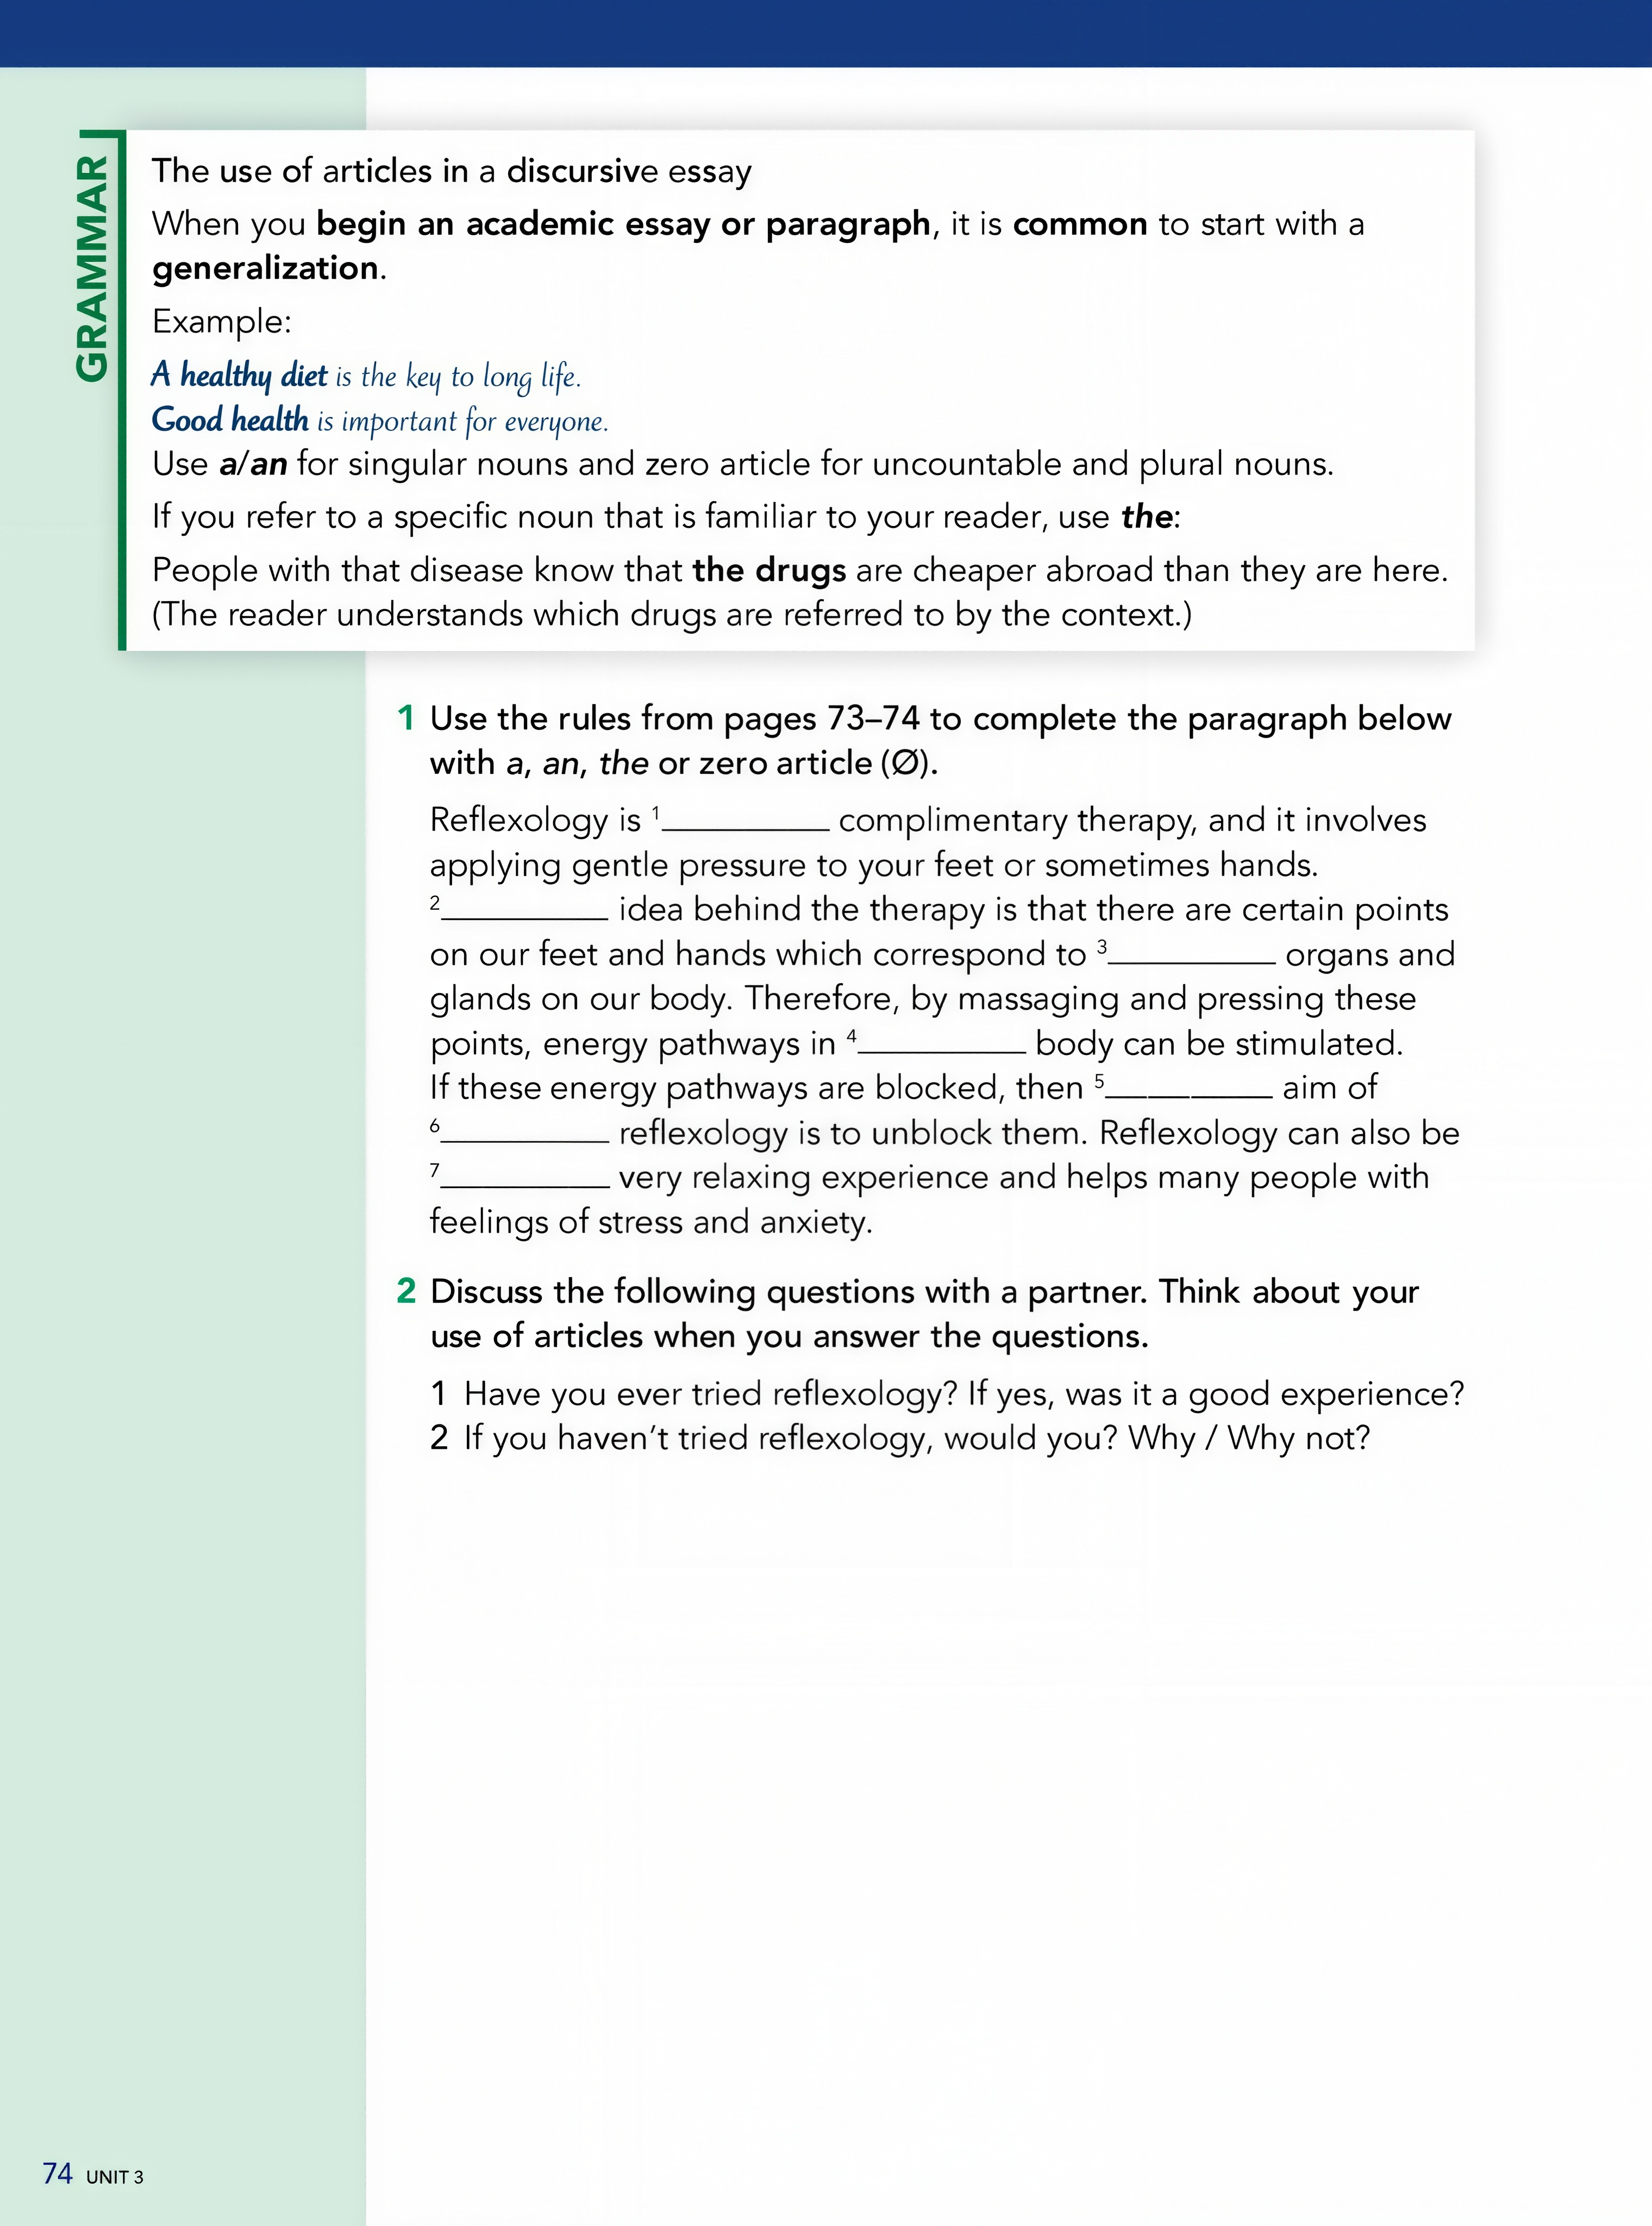 GRAMMAR
The use of articles in a discursive essay
When you begin an academic essay or paragraph, it is common to start with a
generalization.
Example:
A healthy diet is the key to long life.
Good health is important for everyone.
Use a/an for singular nouns and zero article for uncountable and plural nouns.
If you refer to a specific noun that is familiar to your reader, use the:
People with that disease know that the drugs are cheaper abroad than they are here.
(The reader understands which drugs are referred to by the context.)
1 Use the rules from pages 73–74 to complete the paragraph below
with a, an, the or zero article (Ø).
Reflexology is 1__________ complimentary therapy, and it involves
applying gentle pressure to your feet or sometimes hands.
2__________ idea behind the therapy is that there are certain points
on our feet and hands which correspond to 3__________ organs and
glands on our body. Therefore, by massaging and pressing these
points, energy pathways in 4__________ body can be stimulated.
If these energy pathways are blocked, then 5__________ aim of
6__________ reflexology is to unblock them. Reflexology can also be
7__________ very relaxing experience and helps many people with
feelings of stress and anxiety.
2 Discuss the following questions with a partner. Think about your
use of articles when you answer the questions.
1 Have you ever tried reflexology? If yes, was it a good experience?
2 If you haven't tried reflexology, would you? Why / Why not?
74 UNIT 3